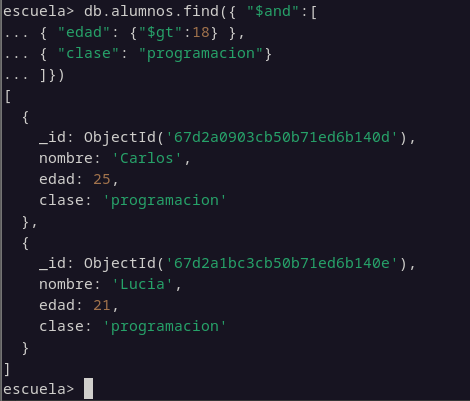 escuela> db.alumnos.find({ "$and":[
... { "edad": {"$gt":18} },
... { "clase": "programacion"}
... ]})
[
  {
    _id: ObjectId('67d2a0903cb50b71ed6b140d'),
    nombre: 'Carlos',
    edad: 25,
    clase: 'programacion'
  },
  {
    _id: ObjectId('67d2a1bc3cb50b71ed6b140e'),
    nombre: 'Lucia',
    edad: 21,
    clase: 'programacion'
  }
]
escuela>